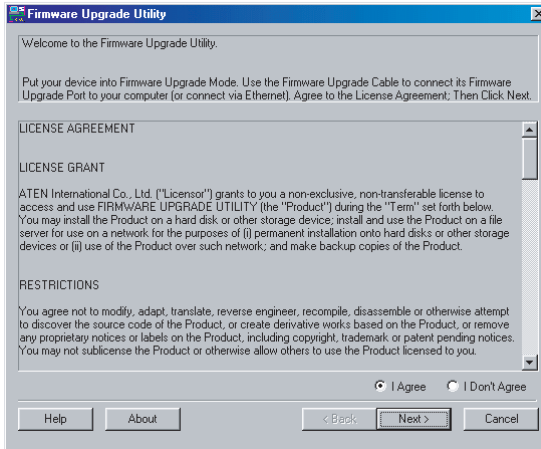 Firmware Upgrade Utility
Welcome to the Firmware Upgrade Utility.
Put your device into Firmware Upgrade Mode. Use the Firmware Upgrade Cable to connect its Firmware
Upgrade Port to your computer (or connect via Ethernet). Agree to the License Agreement; Then Click Next.
LICENSE AGREEMENT
LICENSE GRANT
ATEN International Co., Ltd. ("Licensor") grants to you a non-exclusive, non-transferable license to
access and use FIRMWARE UPGRADE UTILITY (the "Product") during the "Term" set forth below.
You may install the Product on a hard disk or other storage device; install and use the Product on a file
server for use on a network for the purposes of (i) permanent installation onto hard disks or other storage
devices or (ii) use of the Product over such network; and make backup copies of the Product.
RESTRICTIONS
You agree not to modify, adapt, translate, reverse engineer, recompile, disassemble or otherwise attempt
to discover the source code of the Product, or create derivative works based on the Product, or remove
any proprietary notices or labels on the Product, including copyright, trademark or patent pending notices.
You may not sublicense the Product or otherwise allow others to use the Product licensed to you.
I Agree I Don't Agree
Help About < Back Next > Cancel